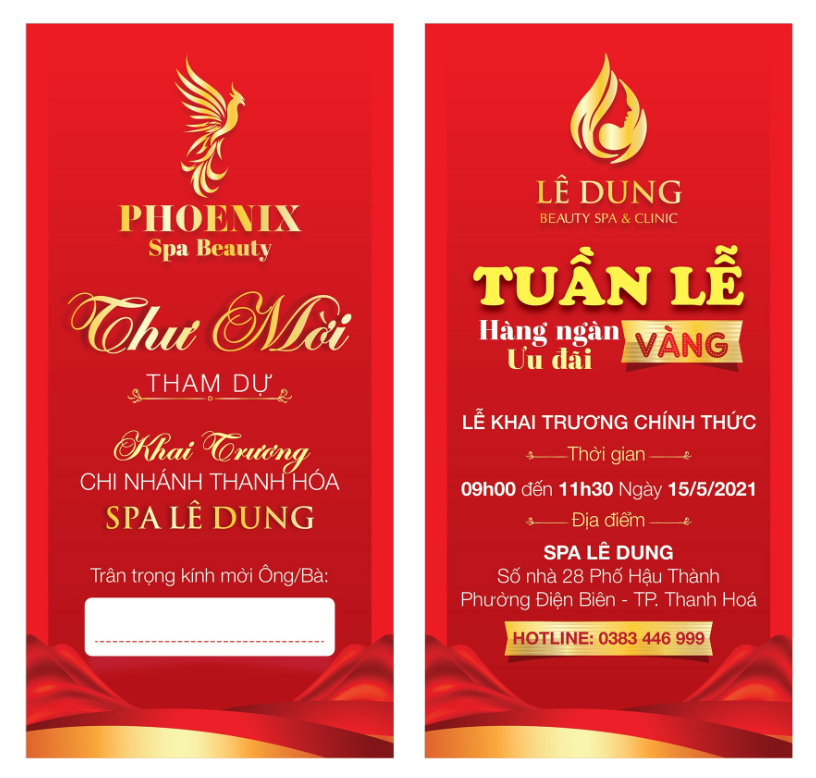 PHOENIX
Spa Beauty
Thư Mời
THAM DỰ
Khai Trương
CHI NHÁNH THANH HÓA
SPA LÊ DUNG
Trân trọng kính mời Ông/Bà:
LÊ DUNG
BEAUTY SPA & CLINIC
TUẦN LỄ
Hàng ngàn
Ưu đãi
VÀNG
LỄ KHAI TRƯƠNG CHÍNH THỨC
Thời gian
09h00 đến 11h30 Ngày 15/5/2021
Địa điểm
SPA LÊ DUNG
Số nhà 28 Phố Hậu Thành
Phường Điện Biên - TP. Thanh Hoá
HOTLINE: 0383 446 999